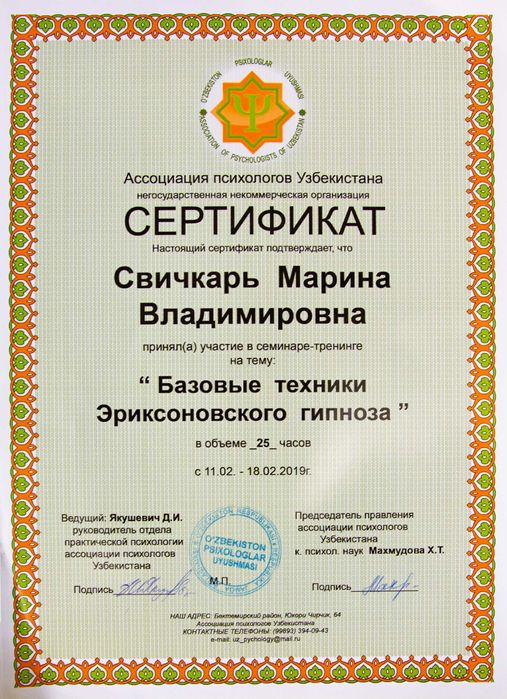 O'ZBEKISTON PSIXOLOGLAR UYUSHMASI
ASSOCIATION OF PSYCHOLOGISTS OF UZBEKISTAN
Ассоциация психологов Узбекистана
негосударственная некоммерческая организация
СЕРТИФИКАТ
Настоящий сертификат подтверждает, что
Свичкарь Марина
Владимировна
принял(а) участие в семинаре-тренинге
на тему:
“ Базовые техники
Эриксоновского гипноза ”
в объеме _25_ часов
с 11.02. - 18.02.2019г.
Ведущий: Якушевич Д.И.
руководитель отдела
практической психологии
ассоциации психологов
Узбекистана
Подпись
O'ZBEKISTON
PSIXOLOGLAR
UYUSHMASI
М.П.
Председатель правления
ассоциации психологов
Узбекистана
к. психол. наук Махмудова Х.Т.
Подпись
НАШ АДРЕС: Бектемирский район, Юкори Чирчик, 64
Ассоциация психологов Узбекистана
КОНТАКТНЫЕ ТЕЛЕФОНЫ: (99893) 394-09-43
e-mail: uz_pychology@mail.ru